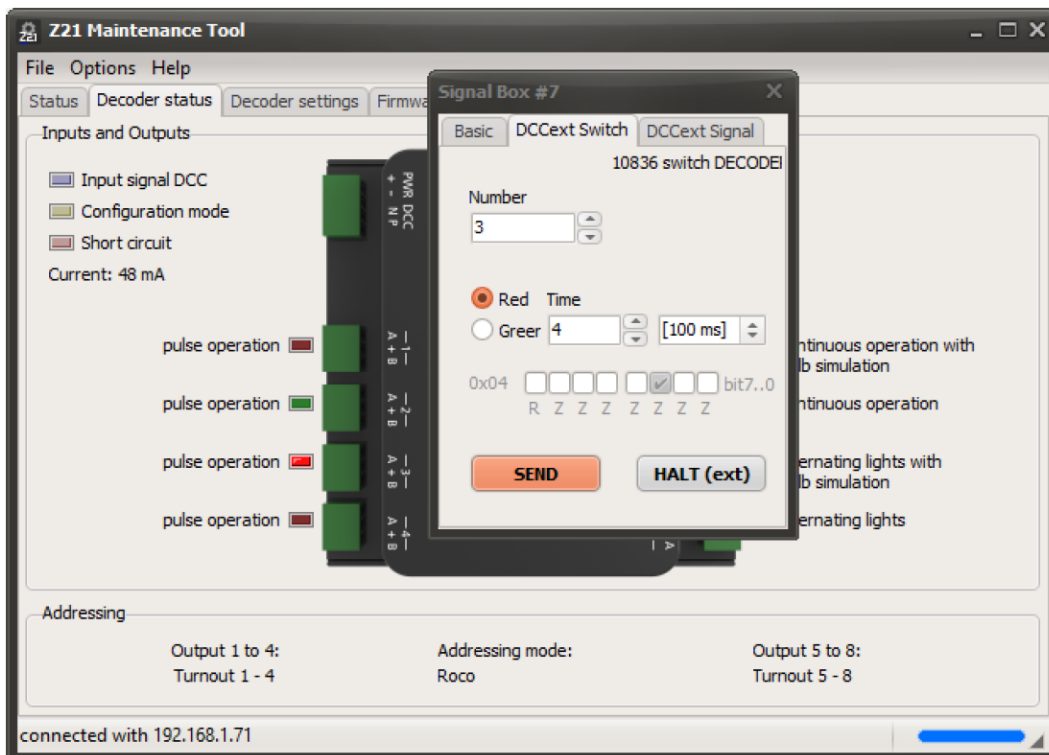 Z21 Maintenance Tool
File Options Help
Status Decoder status Decoder settings Firmwa
Inputs and Outputs
Input signal DCC
Configuration mode
Short circuit
Current: 48 mA
PWR DCC
+ - N P
pulse operation
A + B
—1—
pulse operation
A + B
—2—
pulse operation
A + B
—3—
pulse operation
A + B
—4—
Signal Box #7
Basic DCCext Switch DCCext Signal
10836 switch DECODEI
Number
3
Red Time
Greer 4 [100 ms]
0x04 bit7..0
R Z Z Z Z Z Z Z
SEND HALT (ext)
ntinuous operation with
lb simulation
ntinuous operation
ernating lights with
lb simulation
ernating lights
A
Addressing
Output 1 to 4: Addressing mode: Output 5 to 8:
Turnout 1 - 4 Roco Turnout 5 - 8
connected with 192.168.1.71